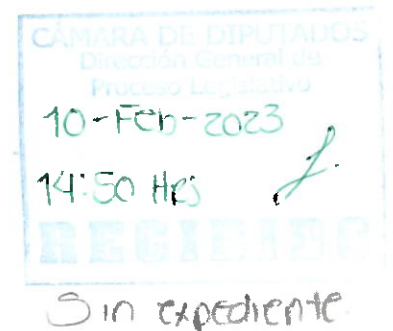 CÁMARA DE DIPUTADOS
Dirección General de
Proceso Legislativo
10-Feb-2023
14:50 Hrs
RECIBIDO
Sin expediente